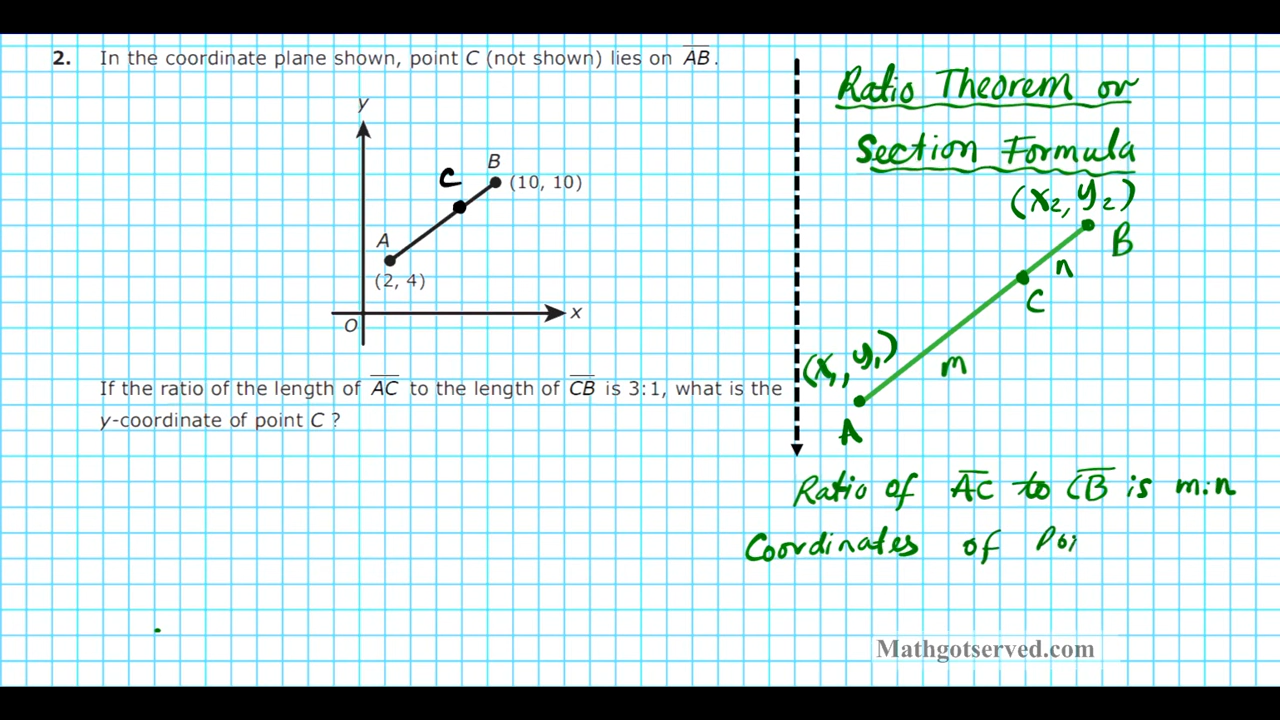 2. In the coordinate plane shown, point C (not shown) lies on AB.
y
C
B
(10, 10)
A
(2, 4)
O
x
If the ratio of the length of AC to the length of CB is 3:1, what is the
y-coordinate of point C ?
Ratio Theorem or
Section Formula
(x₂, y₂)
B
n
C
(x₁, y₁)
m
A
Ratio of AC to CB is m:n
Coordinates of Poi
Mathgotserved.com